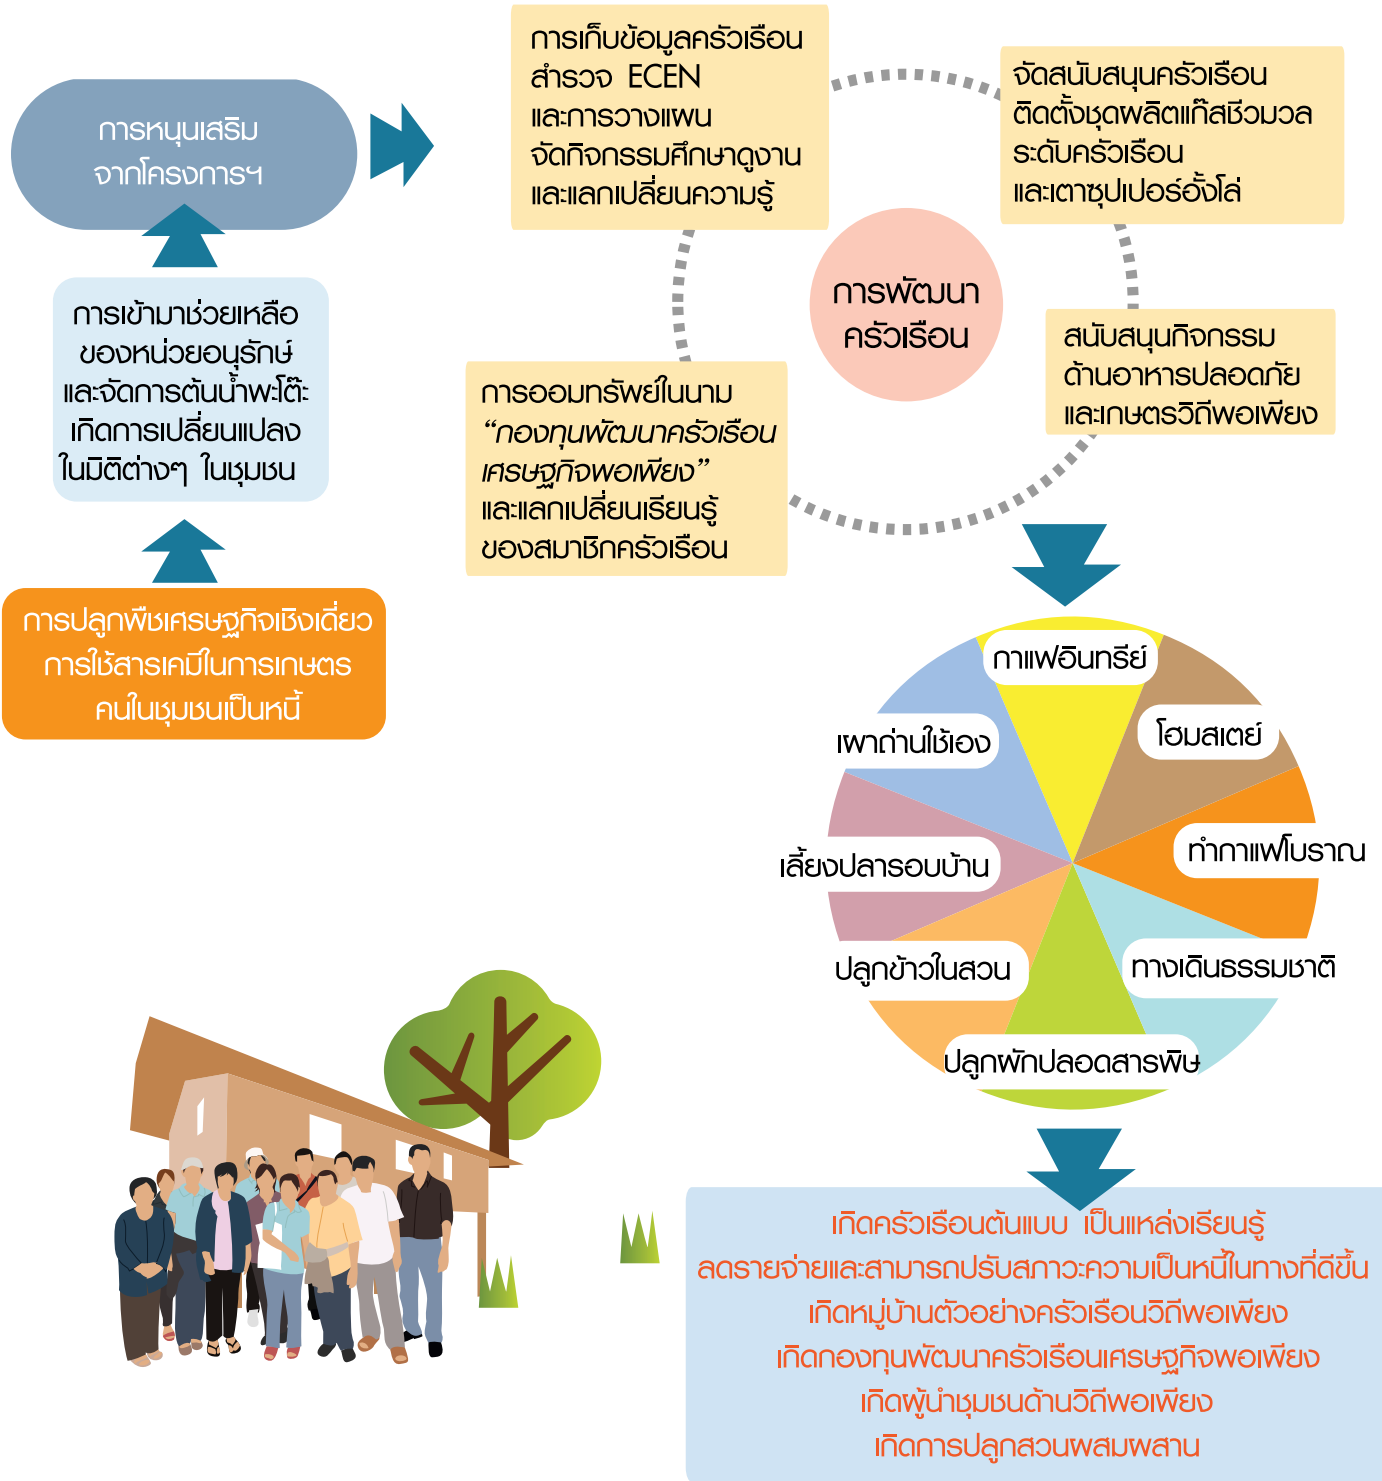 การหนุนเสริม
จากโครงการฯ
การเข้ามาช่วยเหลือ
ของหน่วยอนุรักษ์
และจัดการต้นน้ำพะโต๊ะ
เกิดการเปลี่ยนแปลง
ในมิติต่างๆ ในชุมชน
การปลูกพืชเศรษฐกิจเชิงเดี่ยว
การใช้สารเคมีในการเกษตร
คนในชุมชนเป็นหนี้
การเก็บข้อมูลครัวเรือน
สำรวจ ECEN
และการวางแผน
จัดกิจกรรมศึกษาดูงาน
และแลกเปลี่ยนความรู้
จัดสนับสนุนครัวเรือน
ติดตั้งชุดผลิตแก๊สชีวมวล
ระดับครัวเรือน
และเตาซุปเปอร์อั้งโล่
การพัฒนา
ครัวเรือน
สนับสนุนกิจกรรม
ด้านอาหารปลอดภัย
และเกษตรวิถีพอเพียง
การออมทรัพย์ในนาม
“กองทุนพัฒนาครัวเรือน
เศรษฐกิจพอเพียง”
และแลกเปลี่ยนเรียนรู้
ของสมาชิกครัวเรือน
กาแฟอินทรีย์
โฮมสเตย์
ทำกาแฟโบราณ
ทางเดินธรรมชาติ
ปลูกผักปลอดสารพิษ
ปลูกข้าวในสวน
เลี้ยงปลารอบบ้าน
เผาถ่านใช้เอง
เกิดครัวเรือนต้นแบบ เป็นแหล่งเรียนรู้
ลดรายจ่ายและสามารถปรับสภาวะความเป็นหนี้ในทางที่ดีขึ้น
เกิดหมู่บ้านตัวอย่างครัวเรือนวิถีพอเพียง
เกิดกองทุนพัฒนาครัวเรือนเศรษฐกิจพอเพียง
เกิดผู้นำชุมชนด้านวิถีพอเพียง
เกิดการปลูกสวนผสมผสาน